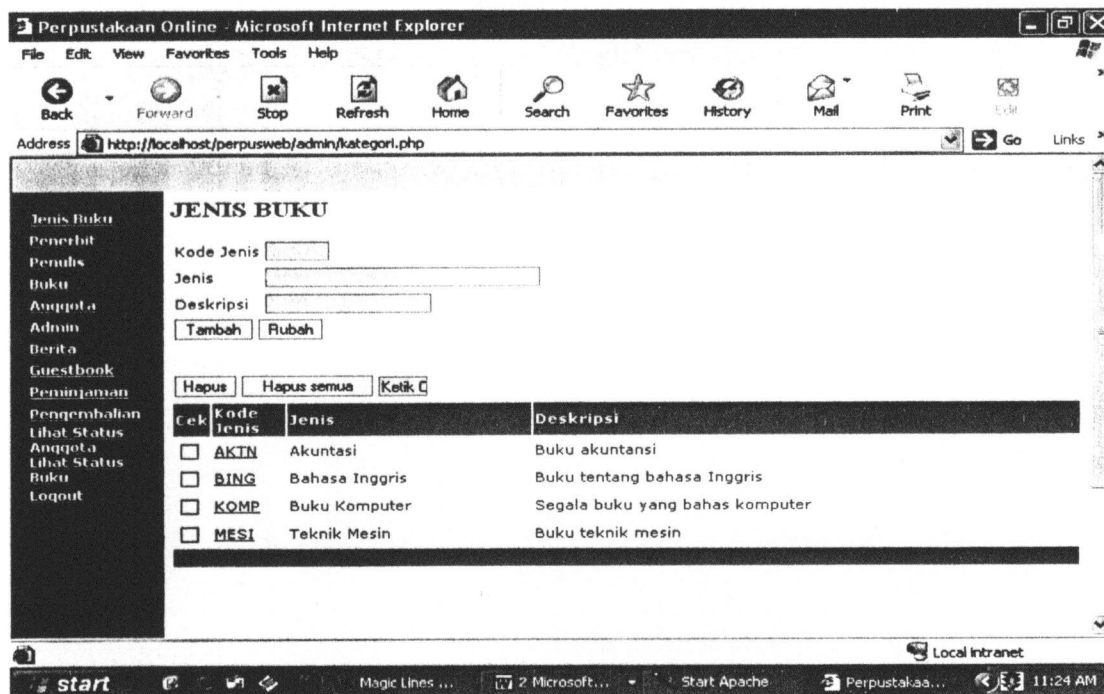 Perpustakaan Online - Microsoft Internet Explorer
File Edit View Favorites Tools Help
Back Forward Stop Refresh Home Search Favorites History Mail Print Edit
Address http://localhost/perpusweb/admin/kategori.php Go Links
JENIS BUKU
Jenis Buku
Penerbit
Penulis
Buku
Anggota
Admin
Berita
Guestbook
Peminjaman
Pengembalian
Lihat Status
Anggota
Lihat Status
Buku
Logout
Kode Jenis
Jenis
Deskripsi
Tambah Rubah
Hapus Hapus semua Ketik C
Cek Kode Jenis Jenis Deskripsi
AKTN Akuntasi Buku akuntansi
BING Bahasa Inggris Buku tentang bahasa Inggris
KOMP Buku Komputer Segala buku yang bahas komputer
MESI Teknik Mesin Buku teknik mesin
Local intranet
start Magic Lines ... 2 Microsoft... Start Apache Perpustakaa... 11:24 AM